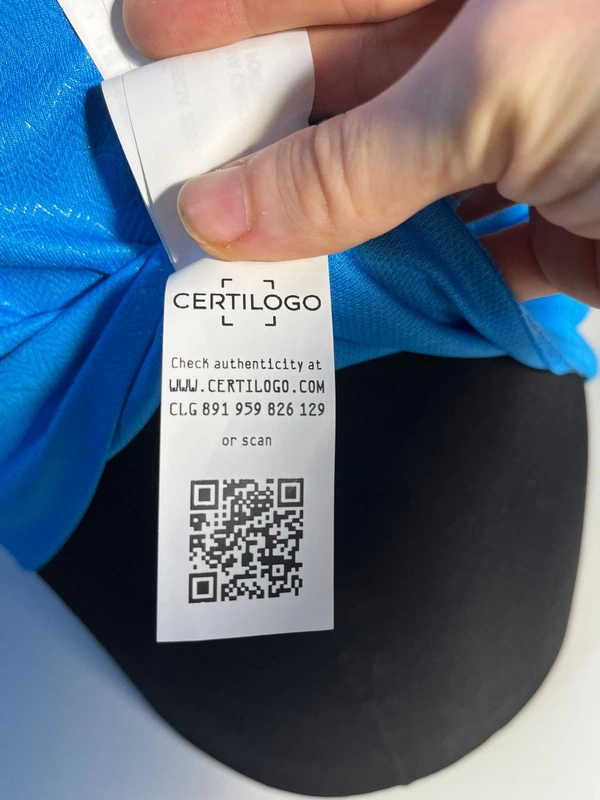 CERTILOGO
Check authenticity at
WWW.CERTILOGO.COM
CLG 891 959 826 129
or scan